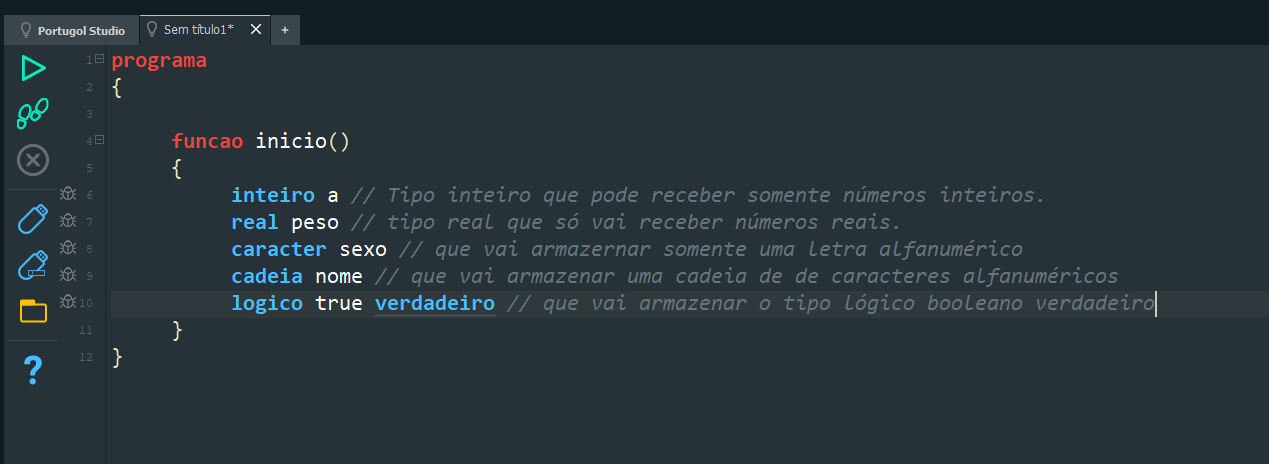 Portugol Studio
Sem título1*
+
1 programa
2 {
3
4 funcao inicio()
5 {
6 inteiro a // Tipo inteiro que pode receber somente números inteiros.
7 real peso // tipo real que só vai receber números reais.
8 caracter sexo // que vai armazernar somente uma letra alfanumérico
9 cadeia nome // que vai armazenar uma cadeia de de caracteres alfanuméricos
10 logico true verdadeiro // que vai armazenar o tipo lógico booleano verdadeiro
11 }
12 }
?